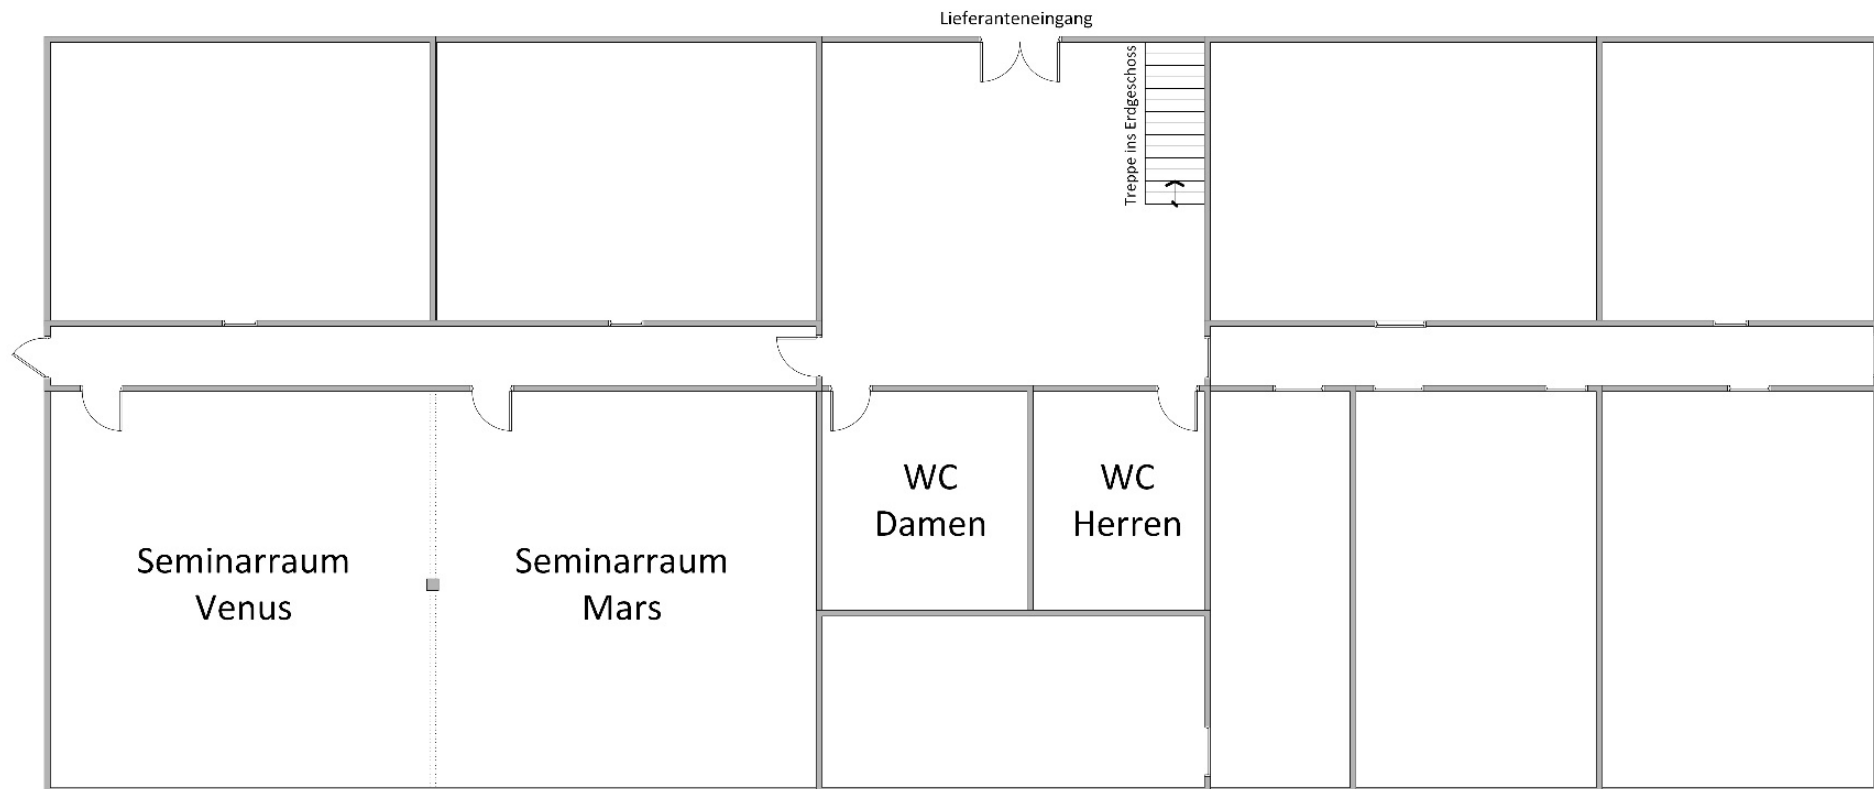 Lieferanteneingang
Treppe ins Erdgeschoss
WC
Damen
WC
Herren
Seminarraum
Venus
Seminarraum
Mars